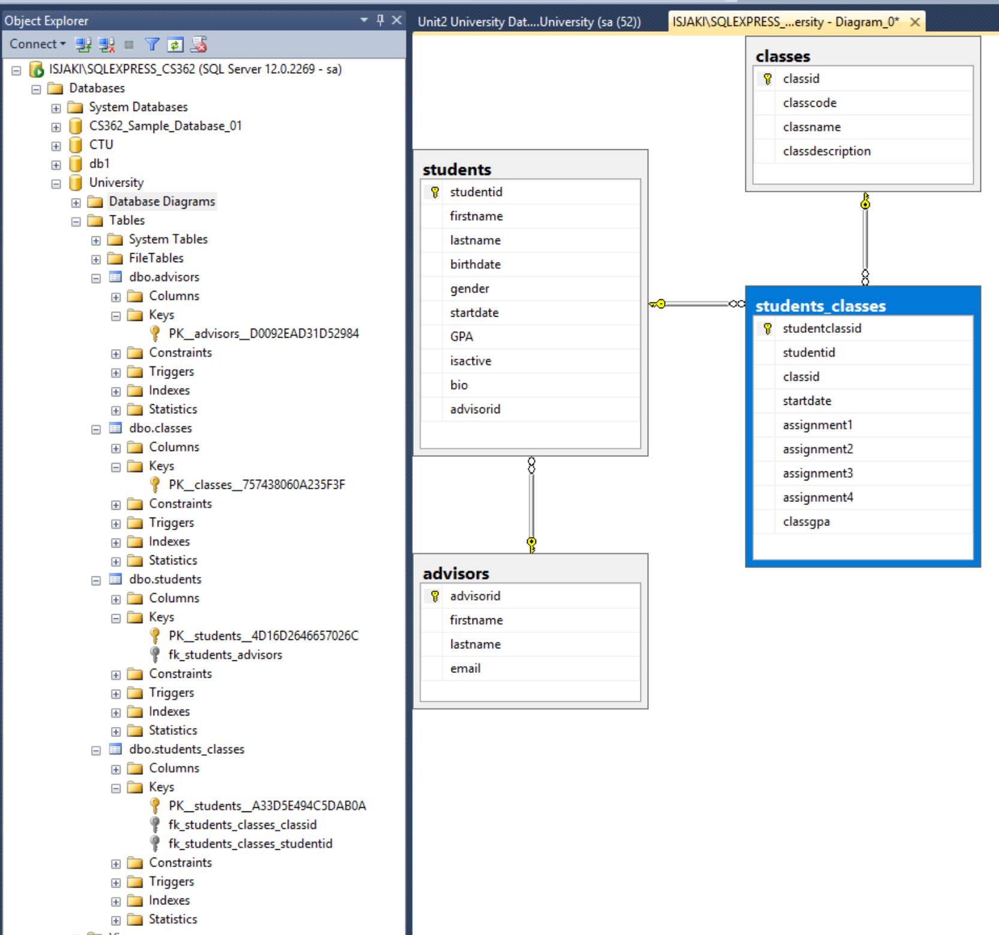 Object Explorer
Connect
ISJAKI\SQLEXPRESS_CS362 (SQL Server 12.0.2269 - sa)
Databases
System Databases
CS362_Sample_Database_01
CTU
db1
University
Database Diagrams
Tables
System Tables
FileTables
dbo.advisors
Columns
Keys
PK__advisors__D0092EAD31D52984
Constraints
Triggers
Indexes
Statistics
dbo.classes
Columns
Keys
PK__classes__757438060A235F3F
Constraints
Triggers
Indexes
Statistics
dbo.students
Columns
Keys
PK__students__4D16D2646657026C
fk_students_advisors
Constraints
Triggers
Indexes
Statistics
dbo.students_classes
Columns
Keys
PK__students__A33D5E494C5DAB0A
fk_students_classes_classid
fk_students_classes_studentid
Constraints
Triggers
Indexes
Statistics
Unit2 University Dat....University (sa (52))
ISJAKI\SQLEXPRESS_...ersity - Diagram_0*
classes
classid
classcode
classname
classdescription
students
studentid
firstname
lastname
birthdate
gender
startdate
GPA
isactive
bio
advisorid
students_classes
studentclassid
studentid
classid
startdate
assignment1
assignment2
assignment3
assignment4
classgpa
advisors
advisorid
firstname
lastname
email